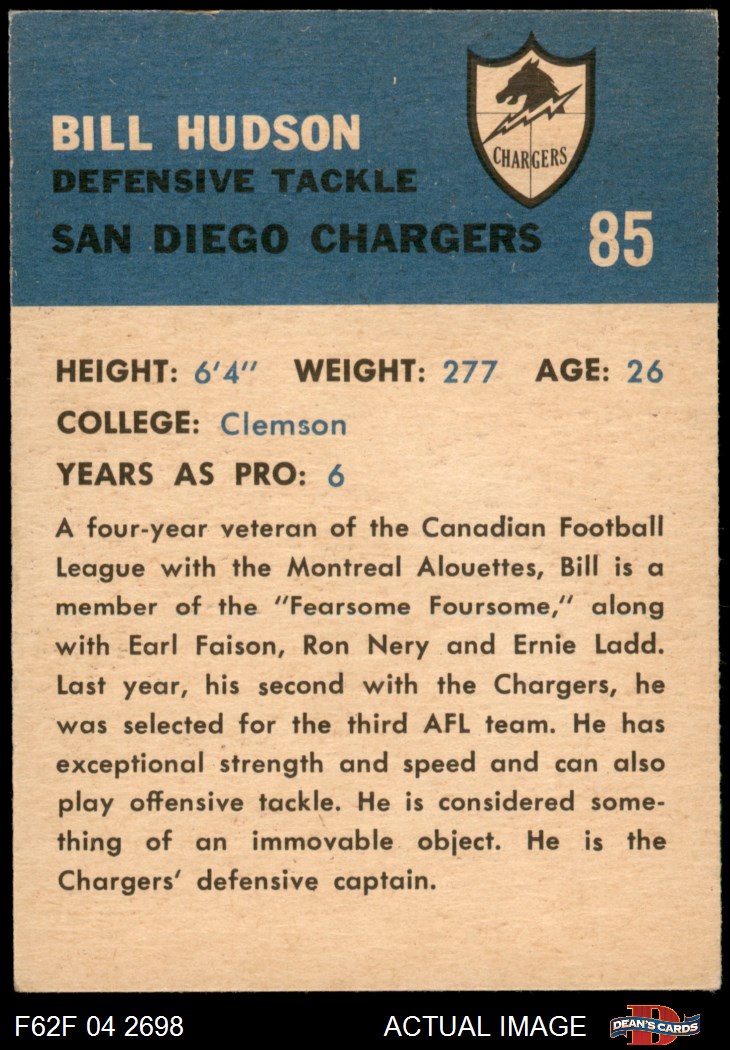 BILL HUDSON
DEFENSIVE TACKLE
SAN DIEGO CHARGERS
CHARGERS
85
HEIGHT: 6'4" WEIGHT: 277 AGE: 26
COLLEGE: Clemson
YEARS AS PRO: 6
A four-year veteran of the Canadian Football
League with the Montreal Alouettes, Bill is a
member of the "Fearsome Foursome," along
with Earl Faison, Ron Nery and Ernie Ladd.
Last year, his second with the Chargers, he
was selected for the third AFL team. He has
exceptional strength and speed and can also
play offensive tackle. He is considered some-
thing of an immovable object. He is the
Chargers' defensive captain.
F62F 04 2698 ACTUAL IMAGE
D
DEAN'S CARDS